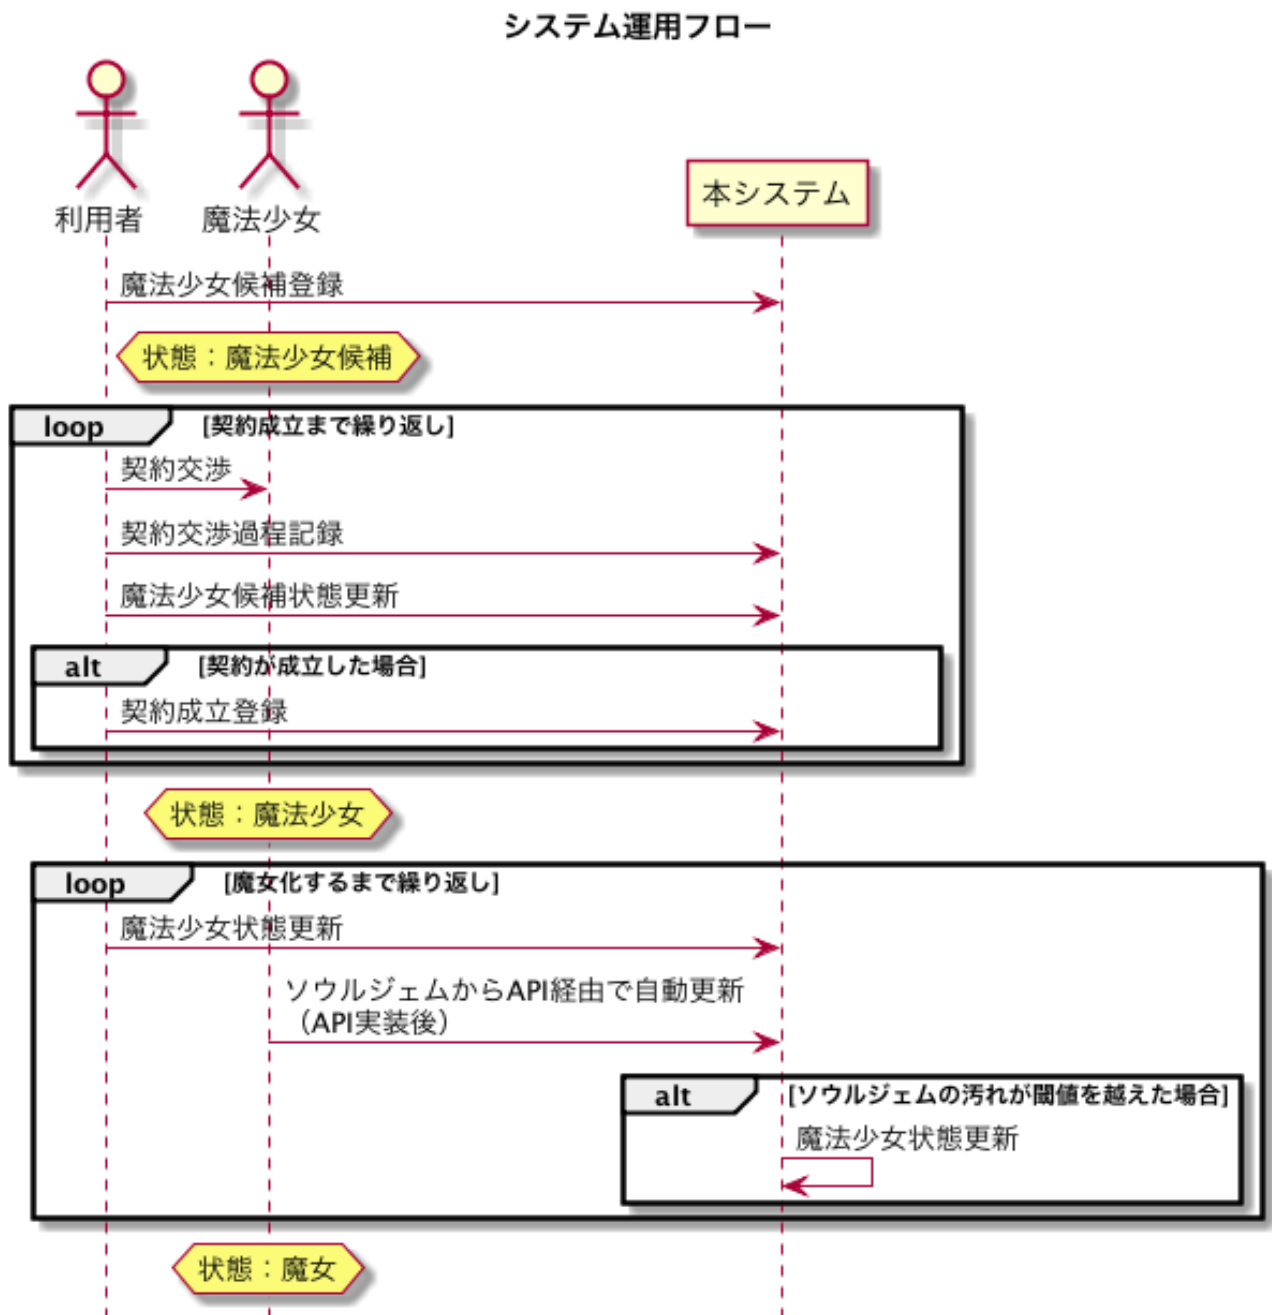 システム運用フロー
利用者
魔法少女
本システム
魔法少女候補登録
状態：魔法少女候補
loop [契約成立まで繰り返し]
契約交渉
契約交渉過程記録
魔法少女候補状態更新
alt [契約が成立した場合]
契約成立登録
状態：魔法少女
loop [魔女化するまで繰り返し]
魔法少女状態更新
ソウルジェムからAPI経由で自動更新
（API実装後）
alt [ソウルジェムの汚れが閾値を越えた場合]
魔法少女状態更新
状態：魔女